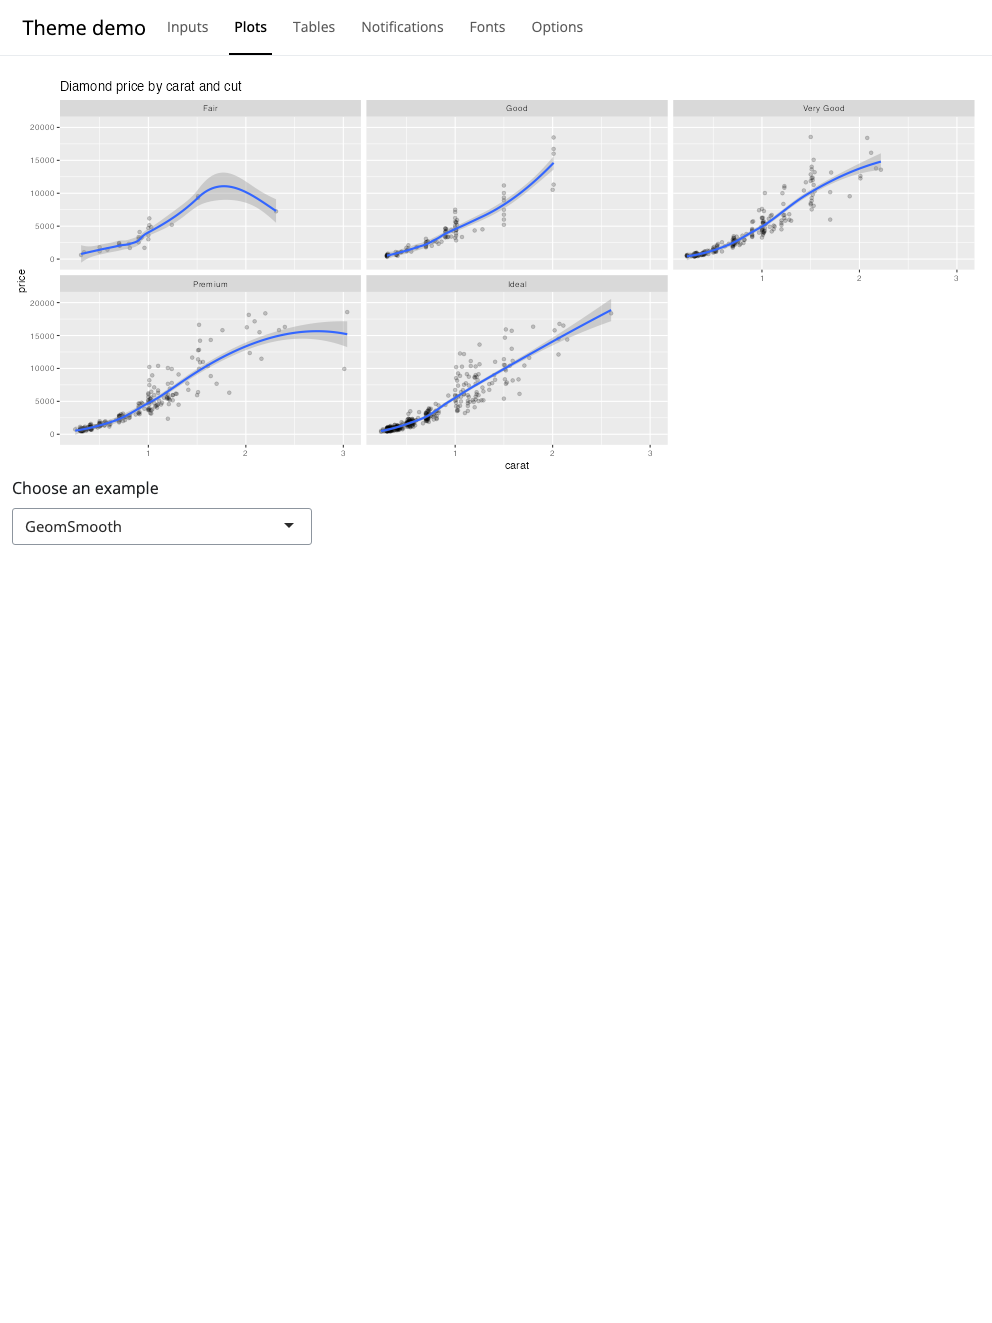 Theme demo Inputs Plots Tables Notifications Fonts Options
Diamond price by carat and cut
Fair Good Very Good
20000
15000
10000
5000
0
1 2 3
price
Premium Ideal
20000
15000
10000
5000
0
1 2 3 1 2 3
carat
Choose an example
GeomSmooth